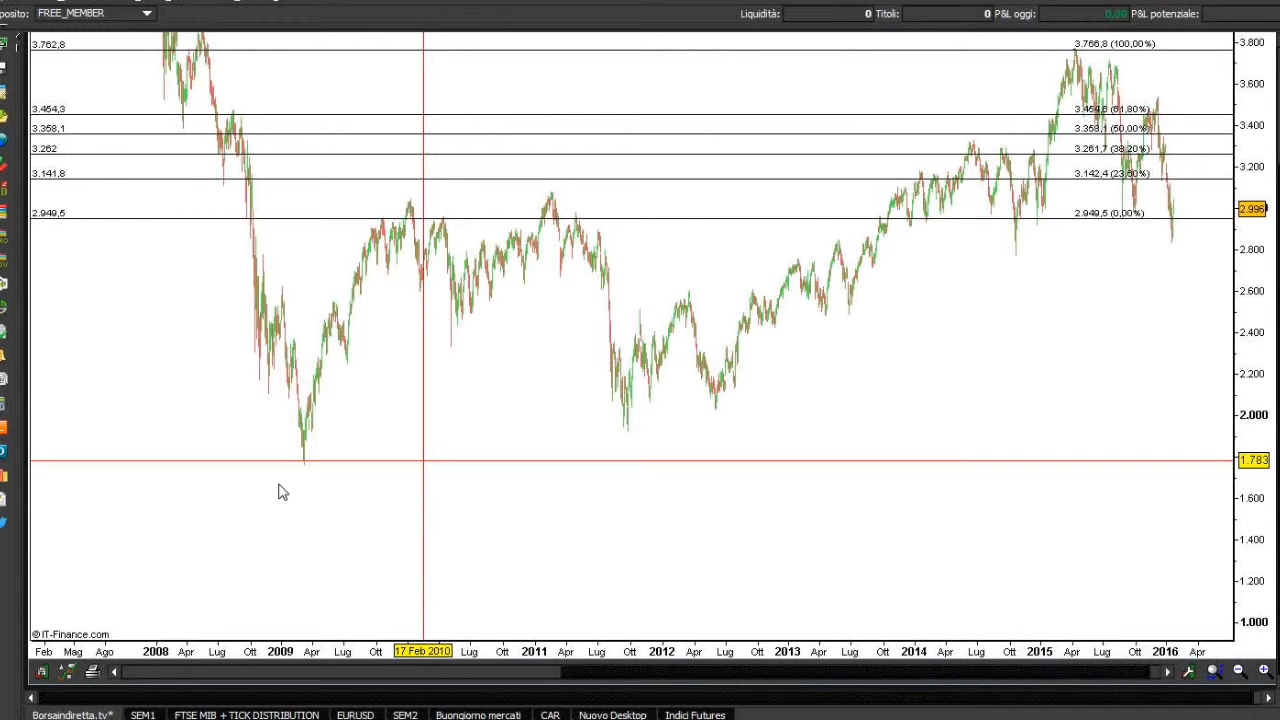 posito: FREE_MEMBER Liquidità: 0 Titoli: 0 P&L oggi: 0,00 P&L potenziale:
3.762,8 3.766,8 (100,00%) 3.800
3.600
3.454,3 3.454,6 (61,80%)
3.358,1 3.358,1 (50,00%) 3.400
3.262 3.261,7 (38,20%) 3.200
3.141,8 3.142,4 (23,60%)
2.949,5 2.949,5 (0,00%) 2.996
2.800
2.600
2.400
2.200
2.000
1.783
1.600
1.400
1.200
1.000
© IT-Finance.com
Feb Mag Ago 2008 Apr Lug Ott 2009 Apr Lug Ott 17 Feb 2010 Lug Ott 2011 Apr Lug Ott 2012 Apr Lug Ott 2013 Apr Lug Ott 2014 Apr Lug Ott 2015 Apr Lug Ott 2016 Apr
Borsaindiretta.tv* SEM1 FTSE MIB + TICK DISTRIBUTION EURUSD SEM2 Buongiorno mercati CAR Nuovo Desktop Indici Futures